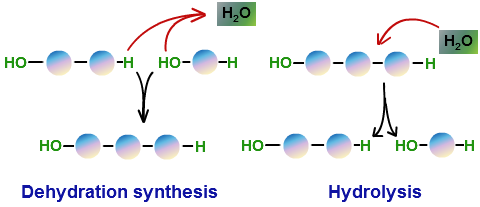 H₂O
HO H HO H
HO H
Dehydration synthesis
H₂O
HO H
HO H HO H
Hydrolysis